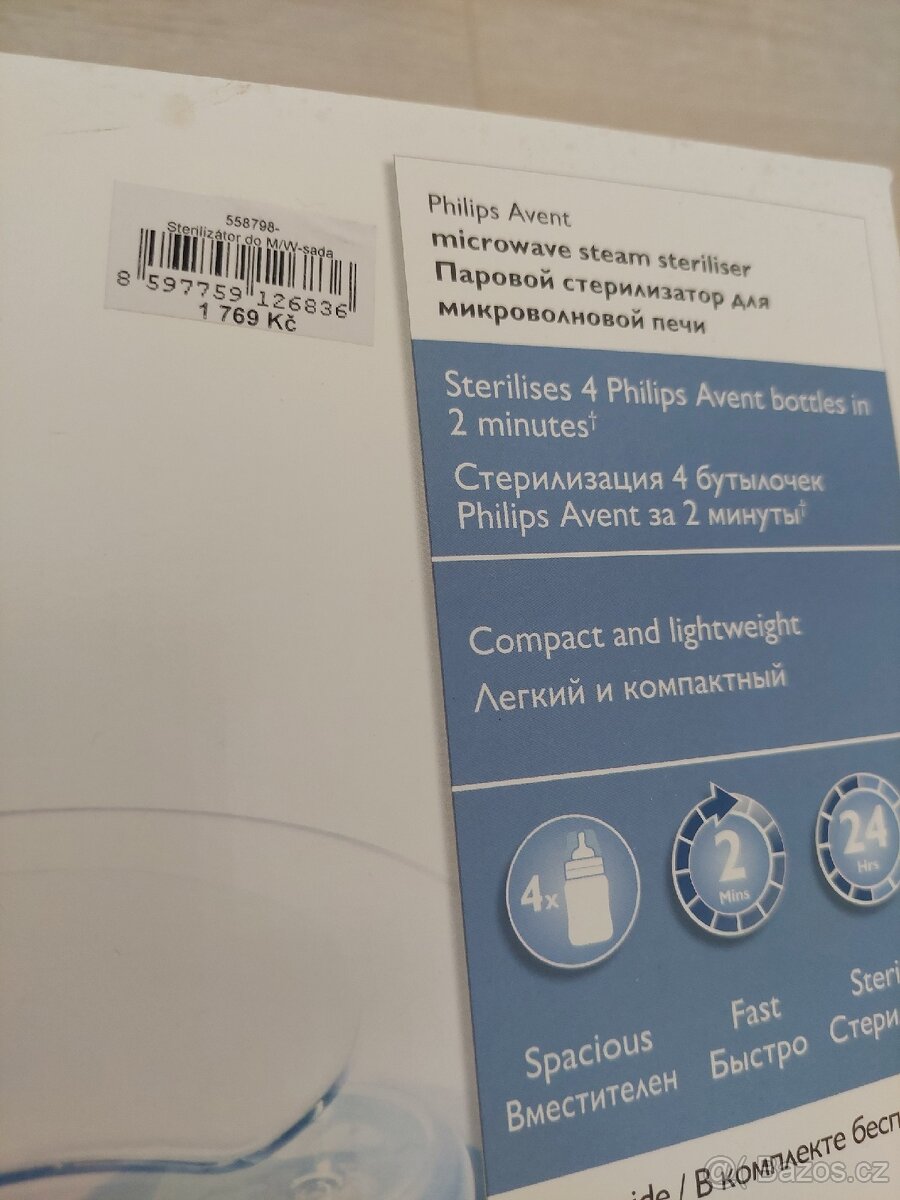 558798-
Sterilizátor do M/W-sada
8 597759 126836
1 769 Kč
Philips Avent
microwave steam steriliser
Паровой стерилизатор для
микроволновой печи
Sterilises 4 Philips Avent bottles in
2 minutes†
Стерилизация 4 бутылочек
Philips Avent за 2 минуты†
Compact and lightweight
Легкий и компактный
4x
2
Mins
24
Hrs
Spacious
Вместителен
Fast
Быстро
/ В комплекте
Bazos.cz